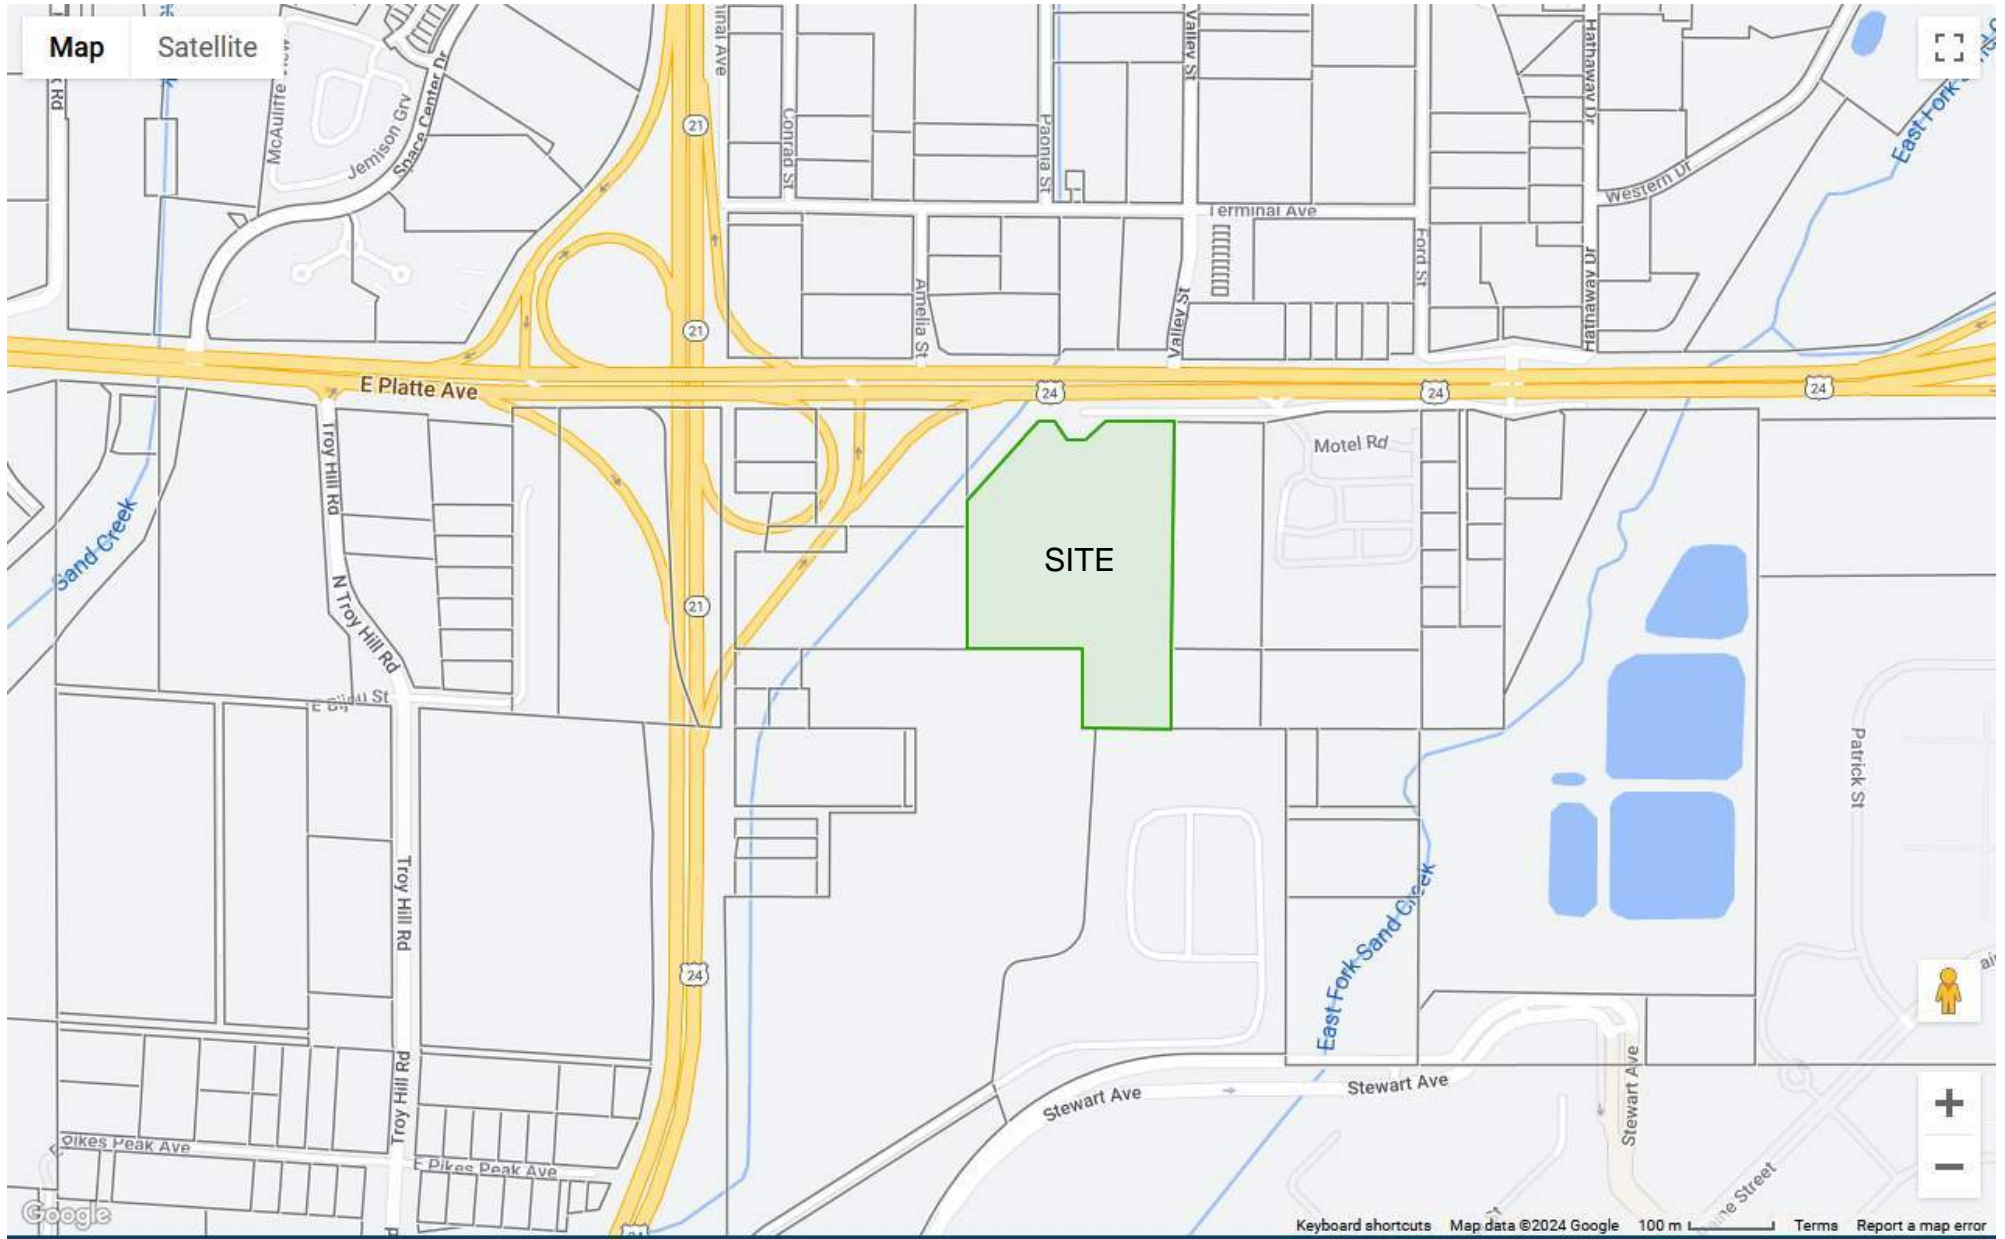 Map
Satellite
Rd
McAuliffe View
Jemison Grv
Space Center Dr
21
Conrad St
Paonia St
Valley St
Hathaway Dr
East Fork
Western Dr
Terminal Ave
Amelia St
Valley St
Ford St
Hathaway Dr
21
E Platte Ave
24
24
24
Troy Hill Rd
Motel Rd
Sand Creek
SITE
N Troy Hill Rd
21
E Bijou St
Patrick St
Troy Hill Rd
24
East Fork Sand Creek
Troy Hill Rd
Stewart Ave
Stewart Ave
Stewart Ave
Pikes Peak Ave
E Pikes Peak Ave
Street
Google
24
Keyboard shortcuts
Map data ©2024 Google
100 m
Terms
Report a map error